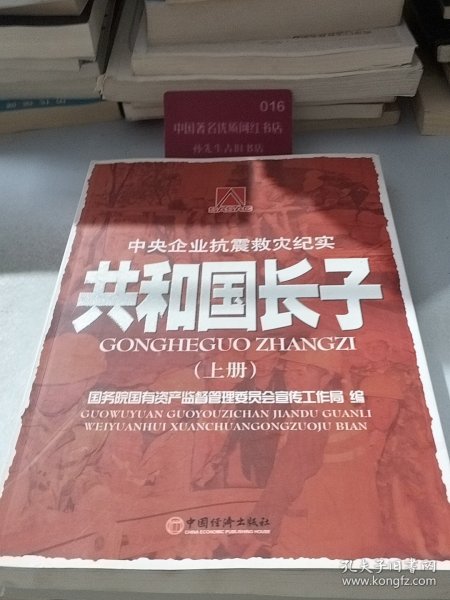 016
中国著名优质网红书店
孙先生古旧书店
SASAC
中央企业抗震救灾纪实
共和国长子
GONGHEGUO ZHANGZI
(上册)
国务院国有资产监督管理委员会宣传工作局 编
GUOWUYUAN GUOYOUZICHAN JIANDU GUANLI
WEIYUANHUI XUANCHUANGONGZUOJU BIAN
中国经济出版社
CHINA ECONOMIC PUBLISHING HOUSE
孔夫子旧书网
www.kongfz.com